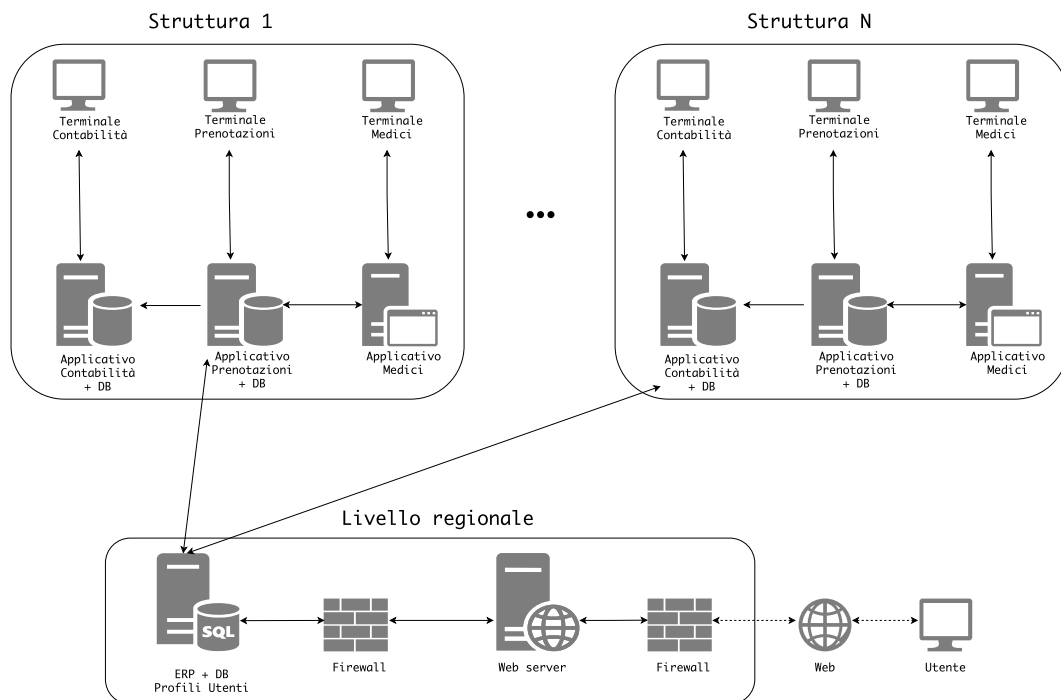 Struttura 1
Struttura N
Terminale
Contabilità
Terminale
Prenotazioni
Terminale
Medici
Terminale
Contabilità
Terminale
Prenotazioni
Terminale
Medici
•••
Applicativo
Contabilità
+ DB
Applicativo
Prenotazioni
+ DB
Applicativo
Medici
Applicativo
Contabilità
+ DB
Applicativo
Prenotazioni
+ DB
Applicativo
Medici
Livello regionale
SQL
ERP + DB
Profili Utenti
Firewall
Web server
Firewall
Web
Utente